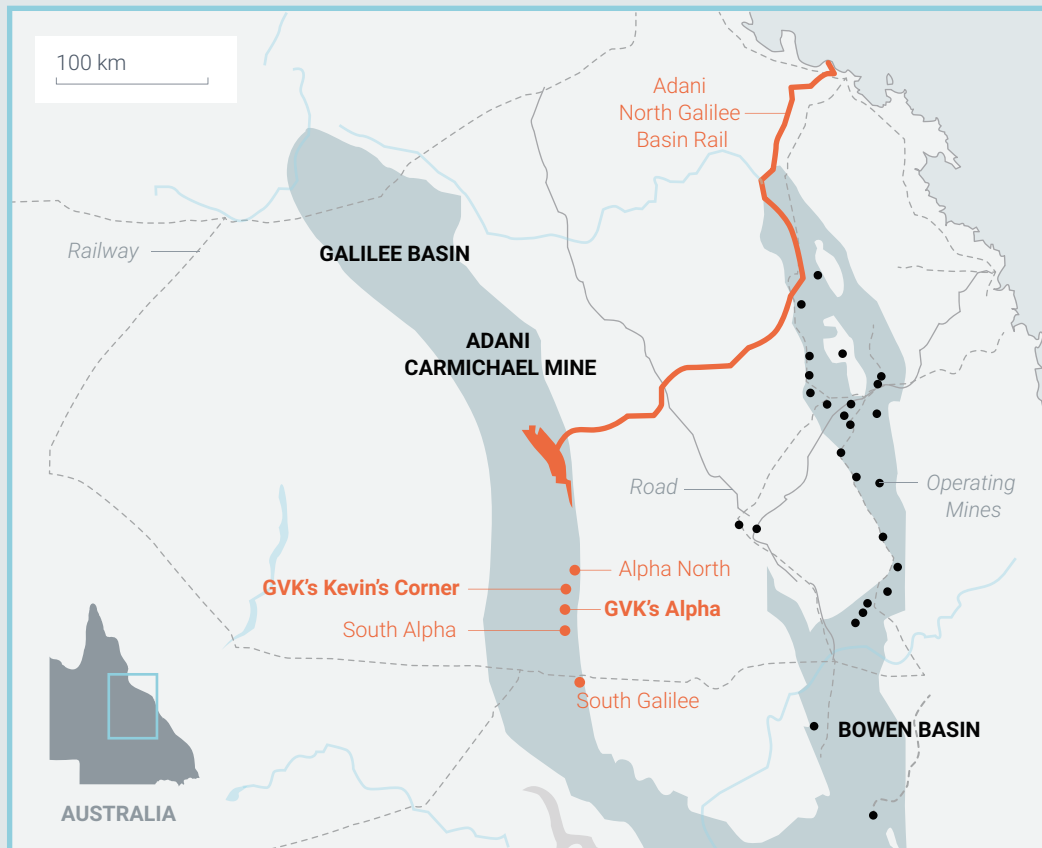 100 km
Adani
North Galilee
Basin Rail
Railway
GALILEE BASIN
ADANI
CARMICHAEL MINE
Road
Operating
Mines
Alpha North
GVK's Kevin's Corner
GVK's Alpha
South Alpha
South Galilee
BOWEN BASIN
AUSTRALIA